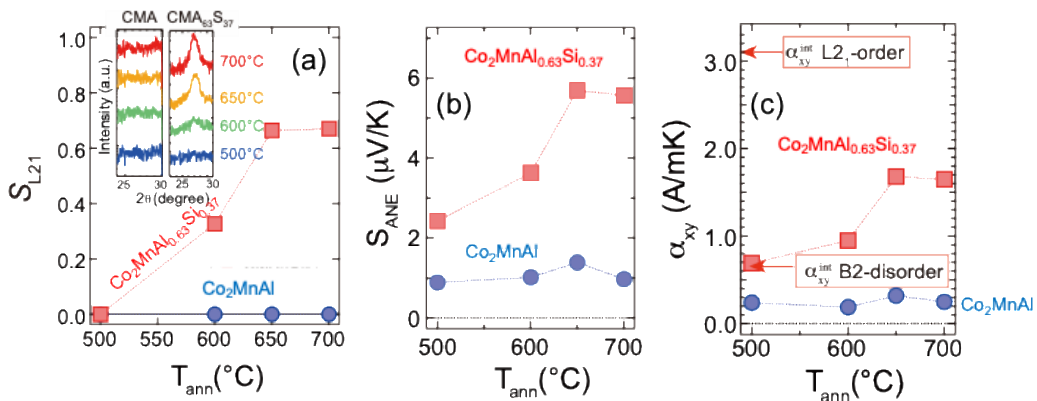 CMA CMA₆₃S₃₇
Intensity (a.u.)
700°C
650°C
600°C
500°C
25 30 25 30
2θ (degree)
(a)
1.0
0.8
0.6
0.4
0.2
0.0
S_L21
Co₂MnAl₀.₆₃Si₀.₃₇
Co₂MnAl
500 600 700
T_ann(°C)
(b)
Co₂MnAl₀.₆₃Si₀.₃₇
Co₂MnAl
8
6
4
2
0
S_ANE (μV/K)
500 600 700
T_ann(°C)
(c)
α_xy^int L2₁-order
Co₂MnAl₀.₆₃Si₀.₃₇
α_xy^int B2-disorder
Co₂MnAl
3.0
2.0
1.0
0.0
α_xy (A/mK)
500 600 700
T_ann(°C)